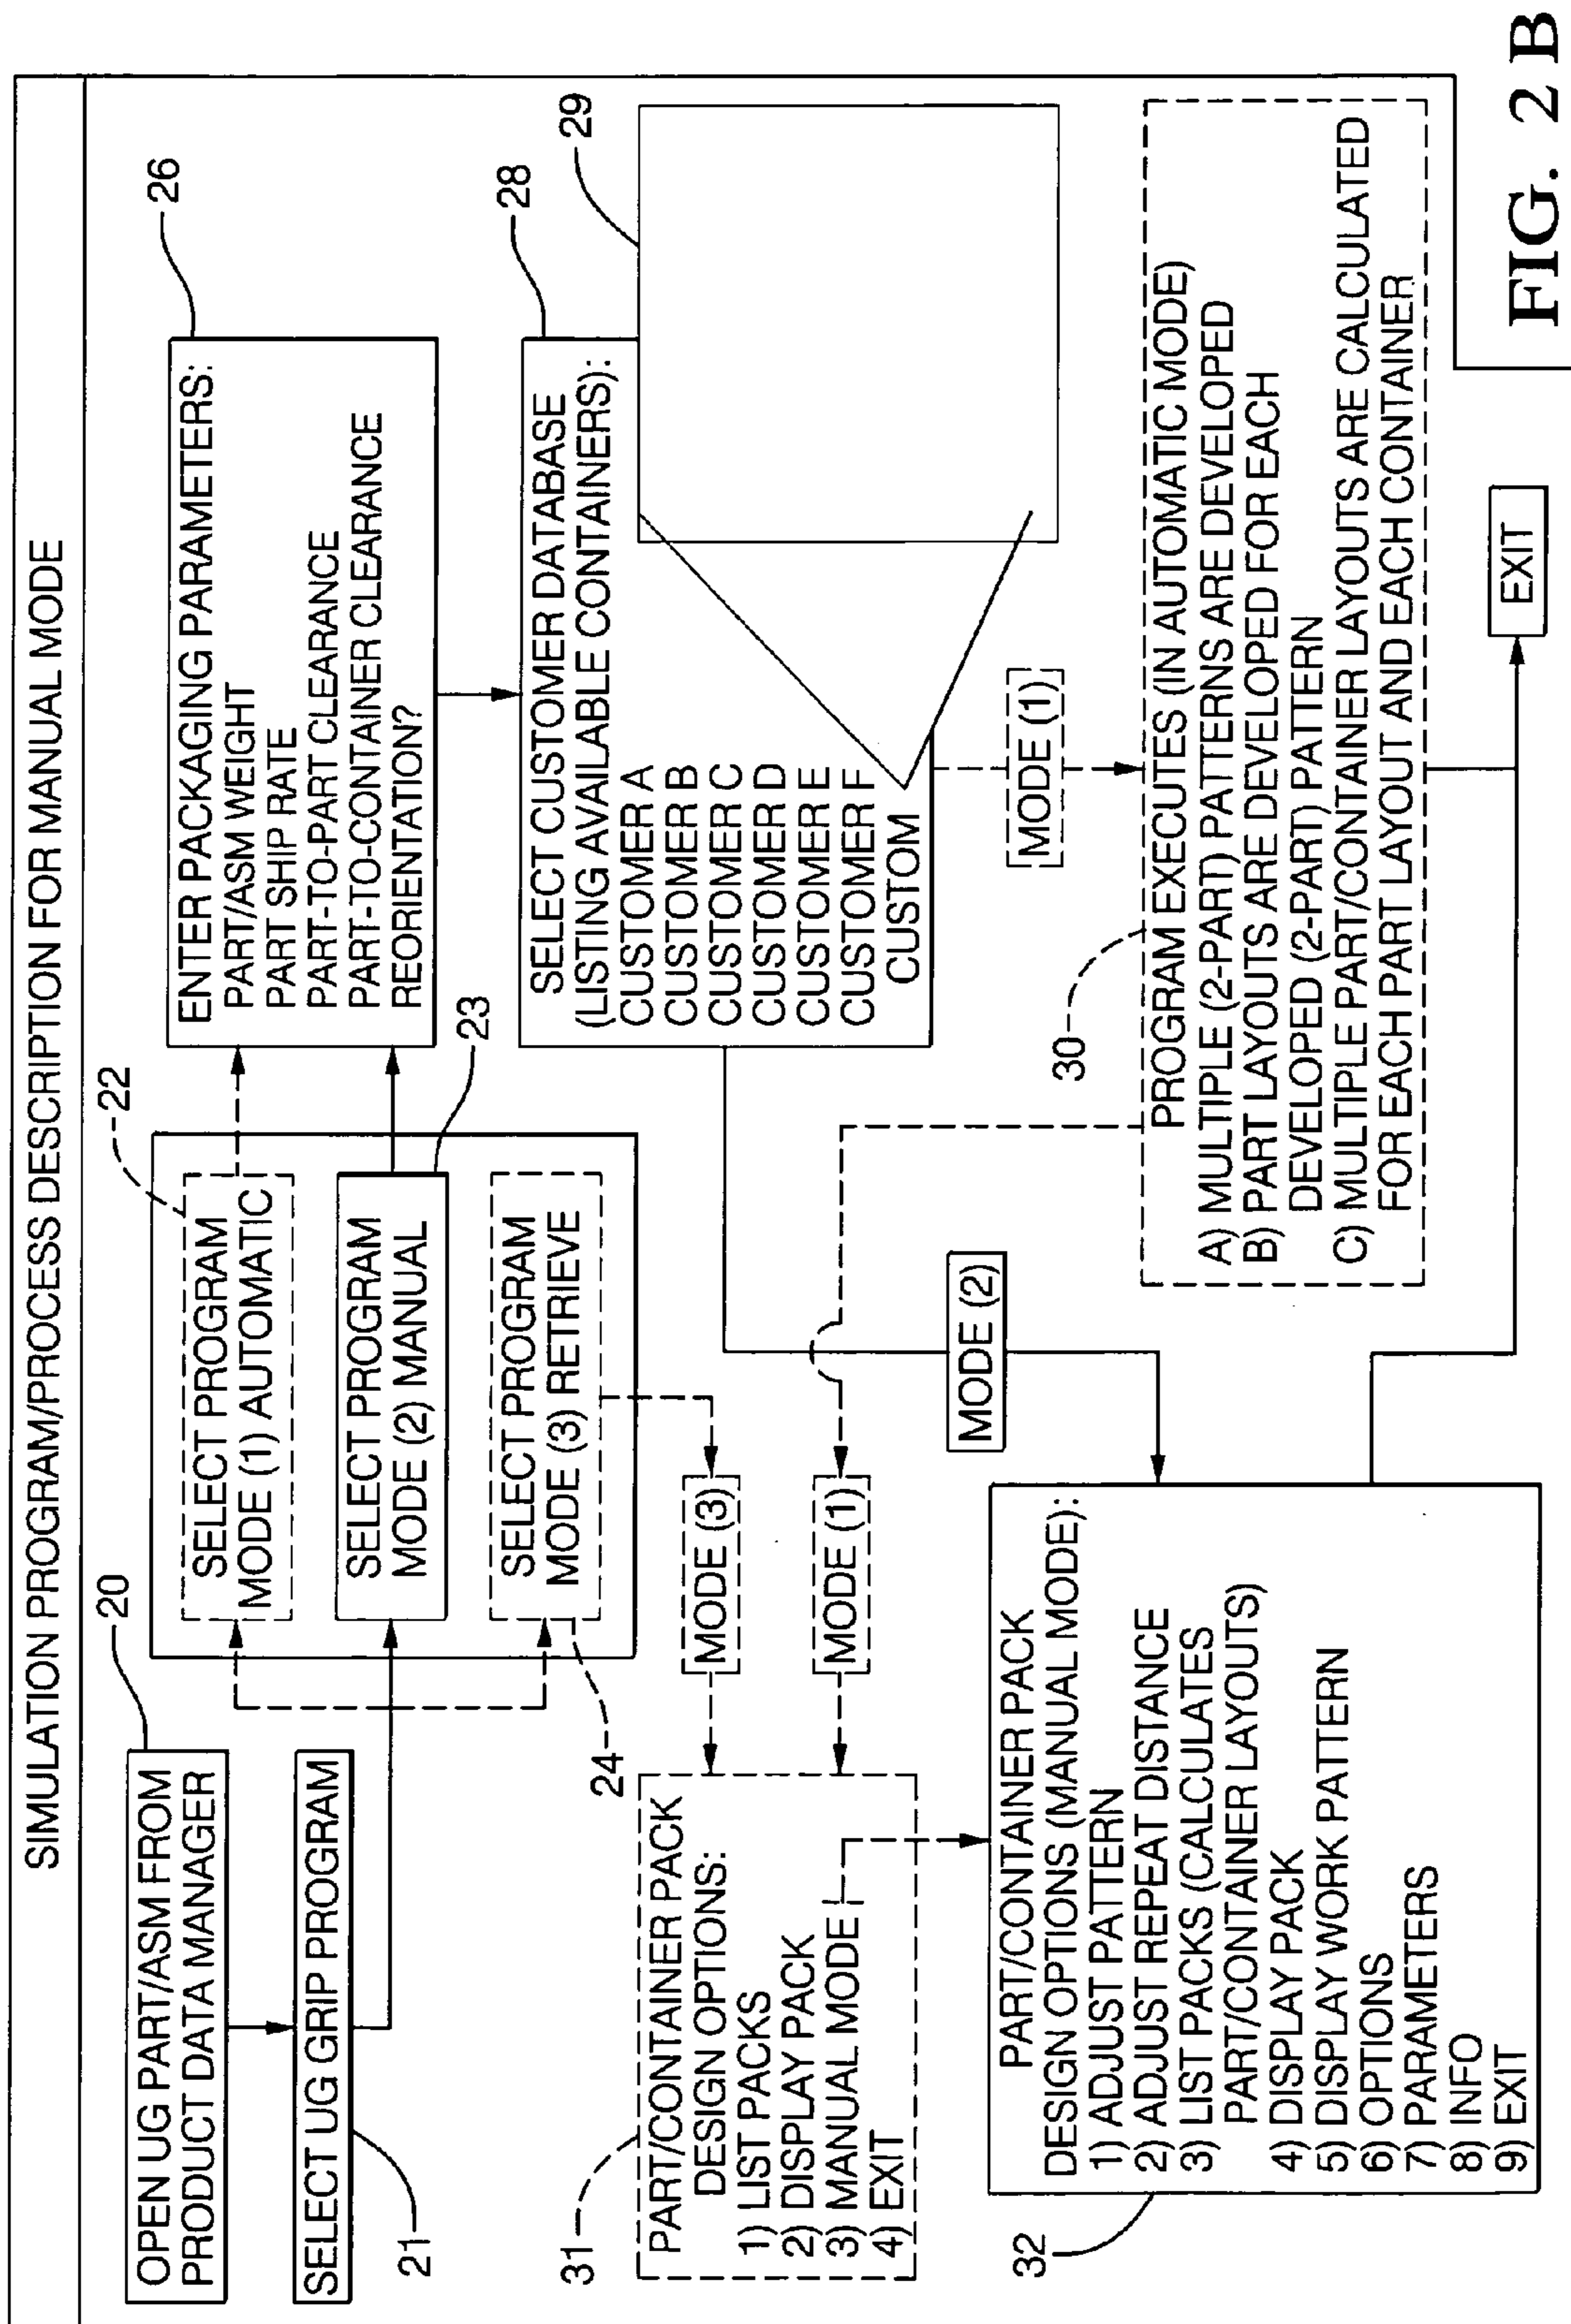 SIMULATION PROGRAM/PROCESS DESCRIPTION FOR MANUAL MODE
20
OPEN UG PART/ASM FROM
PRODUCT DATA MANAGER
SELECT UG GRIP PROGRAM
21
22
SELECT PROGRAM
MODE (1) AUTOMATIC
SELECT PROGRAM
MODE (2) MANUAL
23
SELECT PROGRAM
MODE (3) RETRIEVE
24
26
ENTER PACKAGING PARAMETERS:
PART/ASM WEIGHT
PART SHIP RATE
PART-TO-PART CLEARANCE
PART-TO-CONTAINER CLEARANCE
REORIENTATION?
28
SELECT CUSTOMER DATABASE
(LISTING AVAILABLE CONTAINERS):
CUSTOMER A
CUSTOMER B
CUSTOMER C
CUSTOMER D
CUSTOMER E
CUSTOMER F
CUSTOM
29
MODE (3)
MODE (1)
MODE (2)
MODE (1)
31
PART/CONTAINER PACK
DESIGN OPTIONS:
1) LIST PACKS
2) DISPLAY PACK
3) MANUAL MODE
4) EXIT
30
PROGRAM EXECUTES (IN AUTOMATIC MODE)
A) MULTIPLE (2-PART) PATTERNS ARE DEVELOPED
B) PART LAYOUTS ARE DEVELOPED FOR EACH
DEVELOPED (2-PART) PATTERN
C) MULTIPLE PART/CONTAINER LAYOUTS ARE CALCULATED
FOR EACH PART LAYOUT AND EACH CONTAINER
32
PART/CONTAINER PACK
DESIGN OPTIONS (MANUAL MODE):
1) ADJUST PATTERN
2) ADJUST REPEAT DISTANCE
3) LIST PACKS (CALCULATES
PART/CONTAINER LAYOUTS)
4) DISPLAY PACK
5) DISPLAY WORK PATTERN
6) OPTIONS
7) PARAMETERS
8) INFO
9) EXIT
EXIT
FIG. 2B